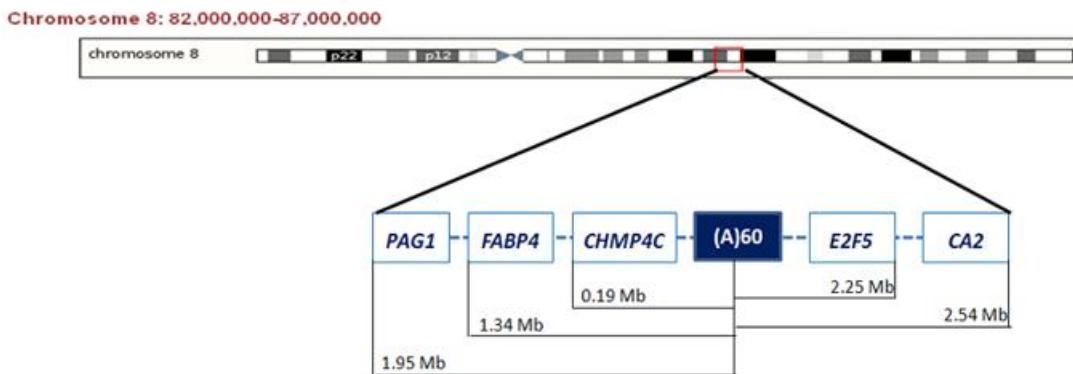 Chromosome 8: 82,000,000-87,000,000
chromosome 8
p22
p12
PAG1
FABP4
CHMP4C
(A)60
E2F5
CA2
0.19 Mb
2.25 Mb
1.34 Mb
2.54 Mb
1.95 Mb